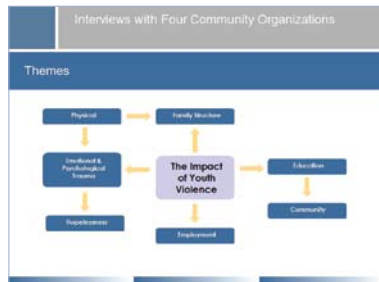 Interviews with Four Community Organizations
Themes
Physical
Family Structure
Emotional &
Psychological
Trauma
The Impact
of Youth
Violence
Education
Hopelessness
Employment
Community